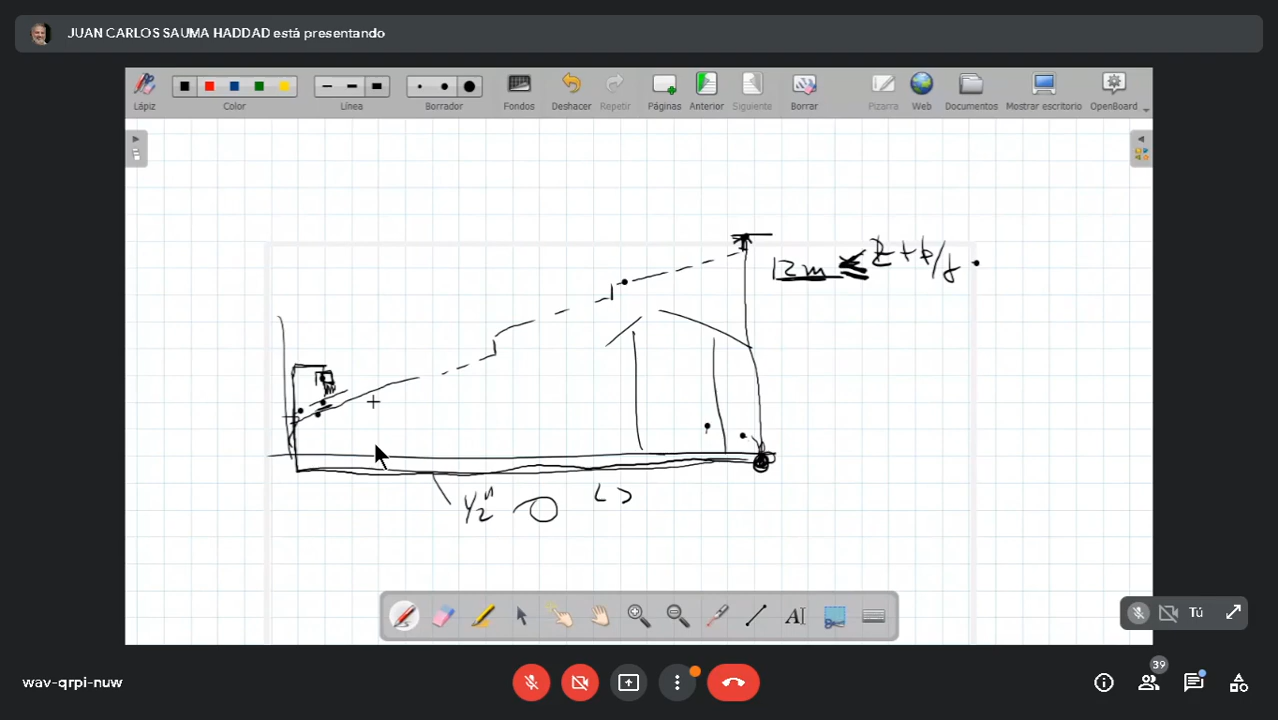 JUAN CARLOS SAUMA HADDAD está presentando
Lápiz
Color
Línea
Borrador
Fondos
Deshacer
Repetir
Páginas
Anterior
Siguiente
Borrar
Pizarra
Web
Documentos
Mostrar escritorio
OpenBoard
12m ≤ Z + P/γ
1/2"
Tú
wav-qrpi-nuw
39